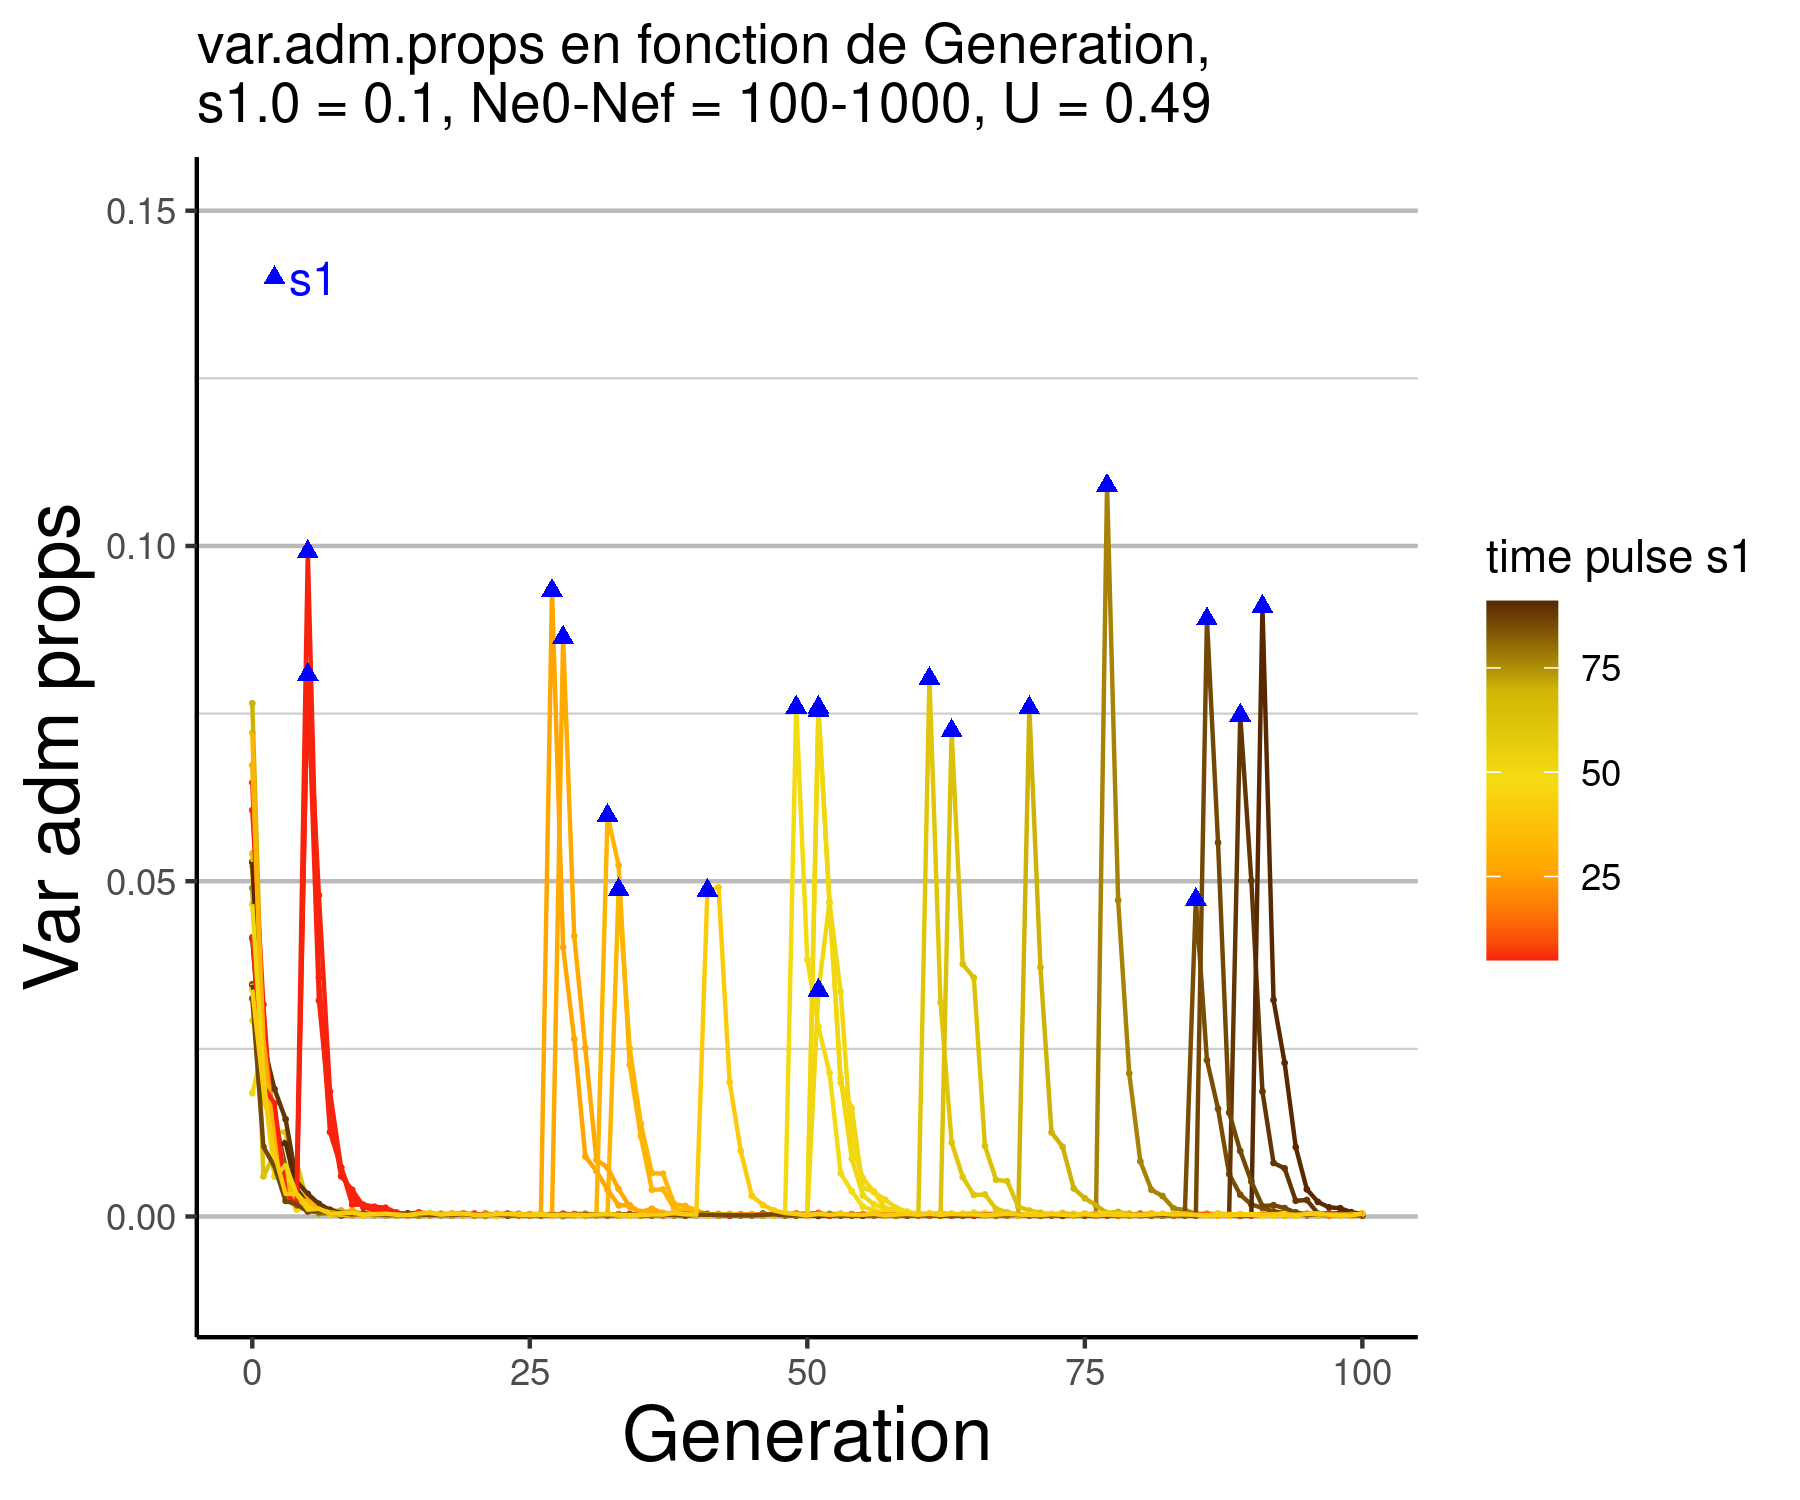 var.adm.props en fonction de Generation,
s1.0 = 0.1, Ne0-Nef = 100-1000, U = 0.49
Var adm props
0.15
0.10
0.05
0.00
s1
0
25
50
75
100
Generation
time pulse s1
75
50
25